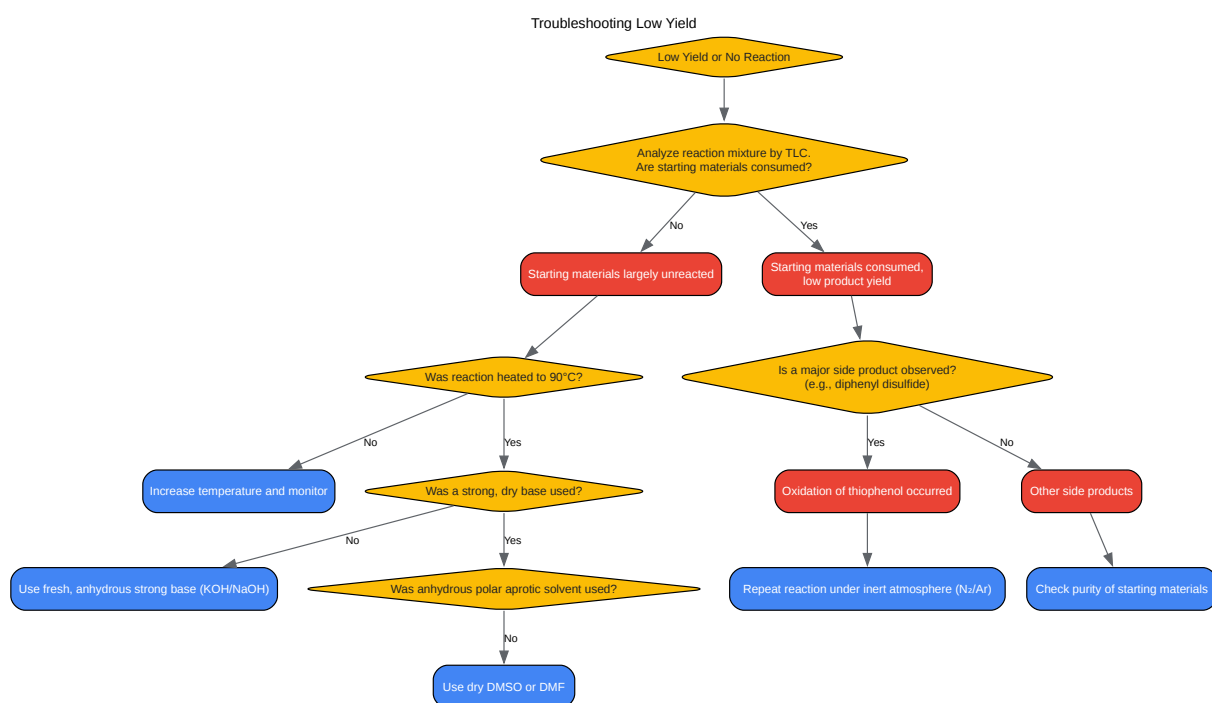 Troubleshooting Low Yield
Low Yield or No Reaction
Analyze reaction mixture by TLC.
Are starting materials consumed?
No
Yes
Starting materials largely unreacted
Starting materials consumed,
low product yield
Was reaction heated to 90°C?
Is a major side product observed?
(e.g., diphenyl disulfide)
No
Yes
Yes
No
Increase temperature and monitor
Was a strong, dry base used?
Oxidation of thiophenol occurred
Other side products
No
Yes
Use fresh, anhydrous strong base (KOH/NaOH)
Was anhydrous polar aprotic solvent used?
Repeat reaction under inert atmosphere (N₂/Ar)
Check purity of starting materials
No
Use dry DMSO or DMF